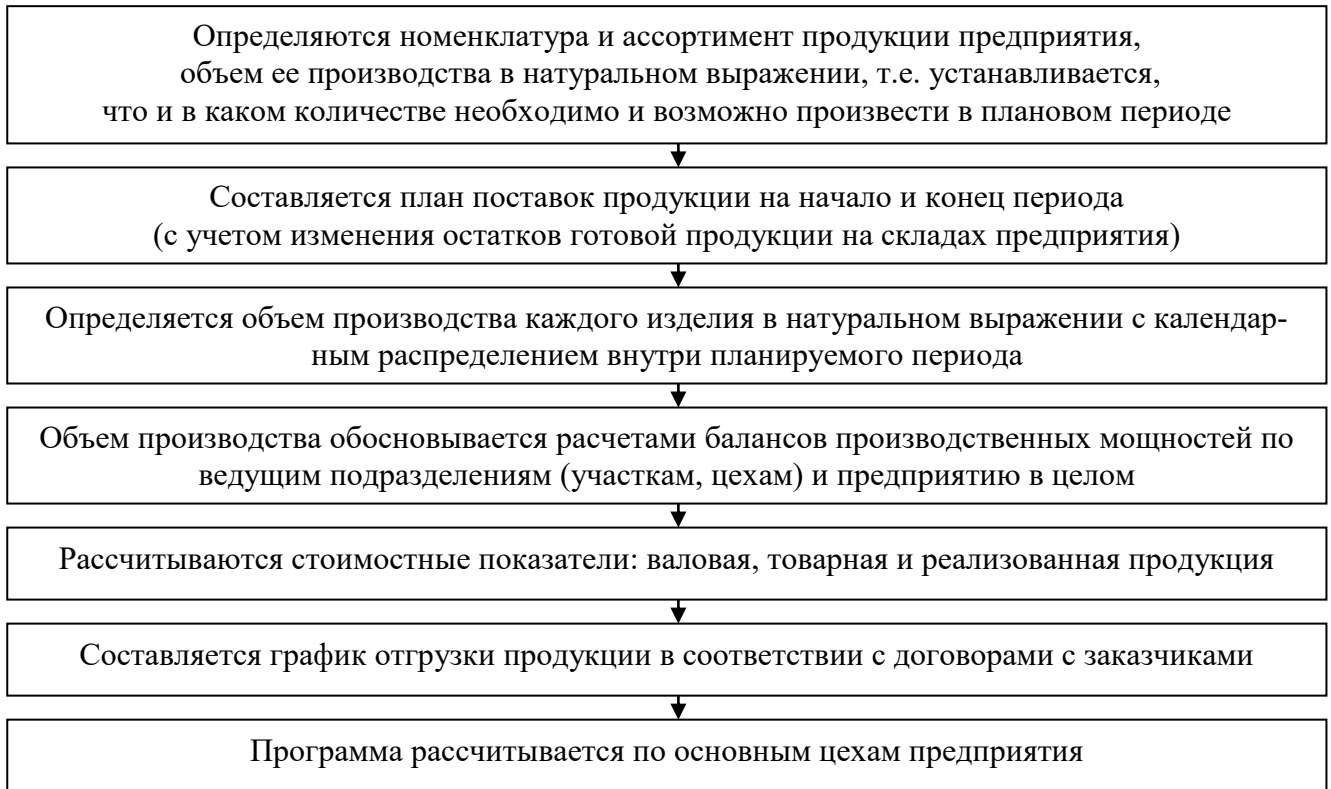 Определяются номенклатура и ассортимент продукции предприятия,
объем ее производства в натуральном выражении, т.е. устанавливается,
что и в каком количестве необходимо и возможно произвести в плановом периоде
Составляется план поставок продукции на начало и конец периода
(с учетом изменения остатков готовой продукции на складах предприятия)
Определяется объем производства каждого изделия в натуральном выражении с календар-
ным распределением внутри планируемого периода
Объем производства обосновывается расчетами балансов производственных мощностей по
ведущим подразделениям (участкам, цехам) и предприятию в целом
Рассчитываются стоимостные показатели: валовая, товарная и реализованная продукция
Составляется график отгрузки продукции в соответствии с договорами с заказчиками
Программа рассчитывается по основным цехам предприятия